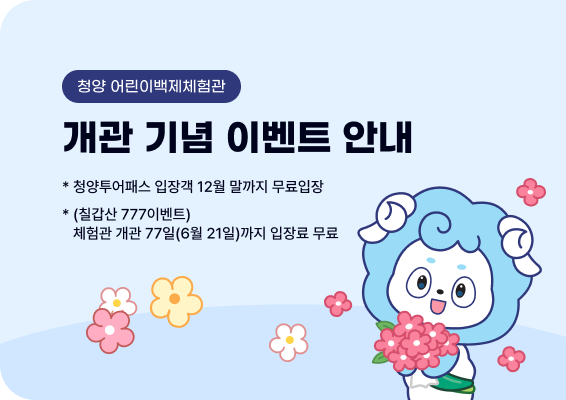 청양 어린이백제체험관
개관 기념 이벤트 안내
* 청양투어패스 입장객 12월 말까지 무료입장
* (칠갑산 777이벤트)
체험관 개관 77일(6월 21일)까지 입장료 무료